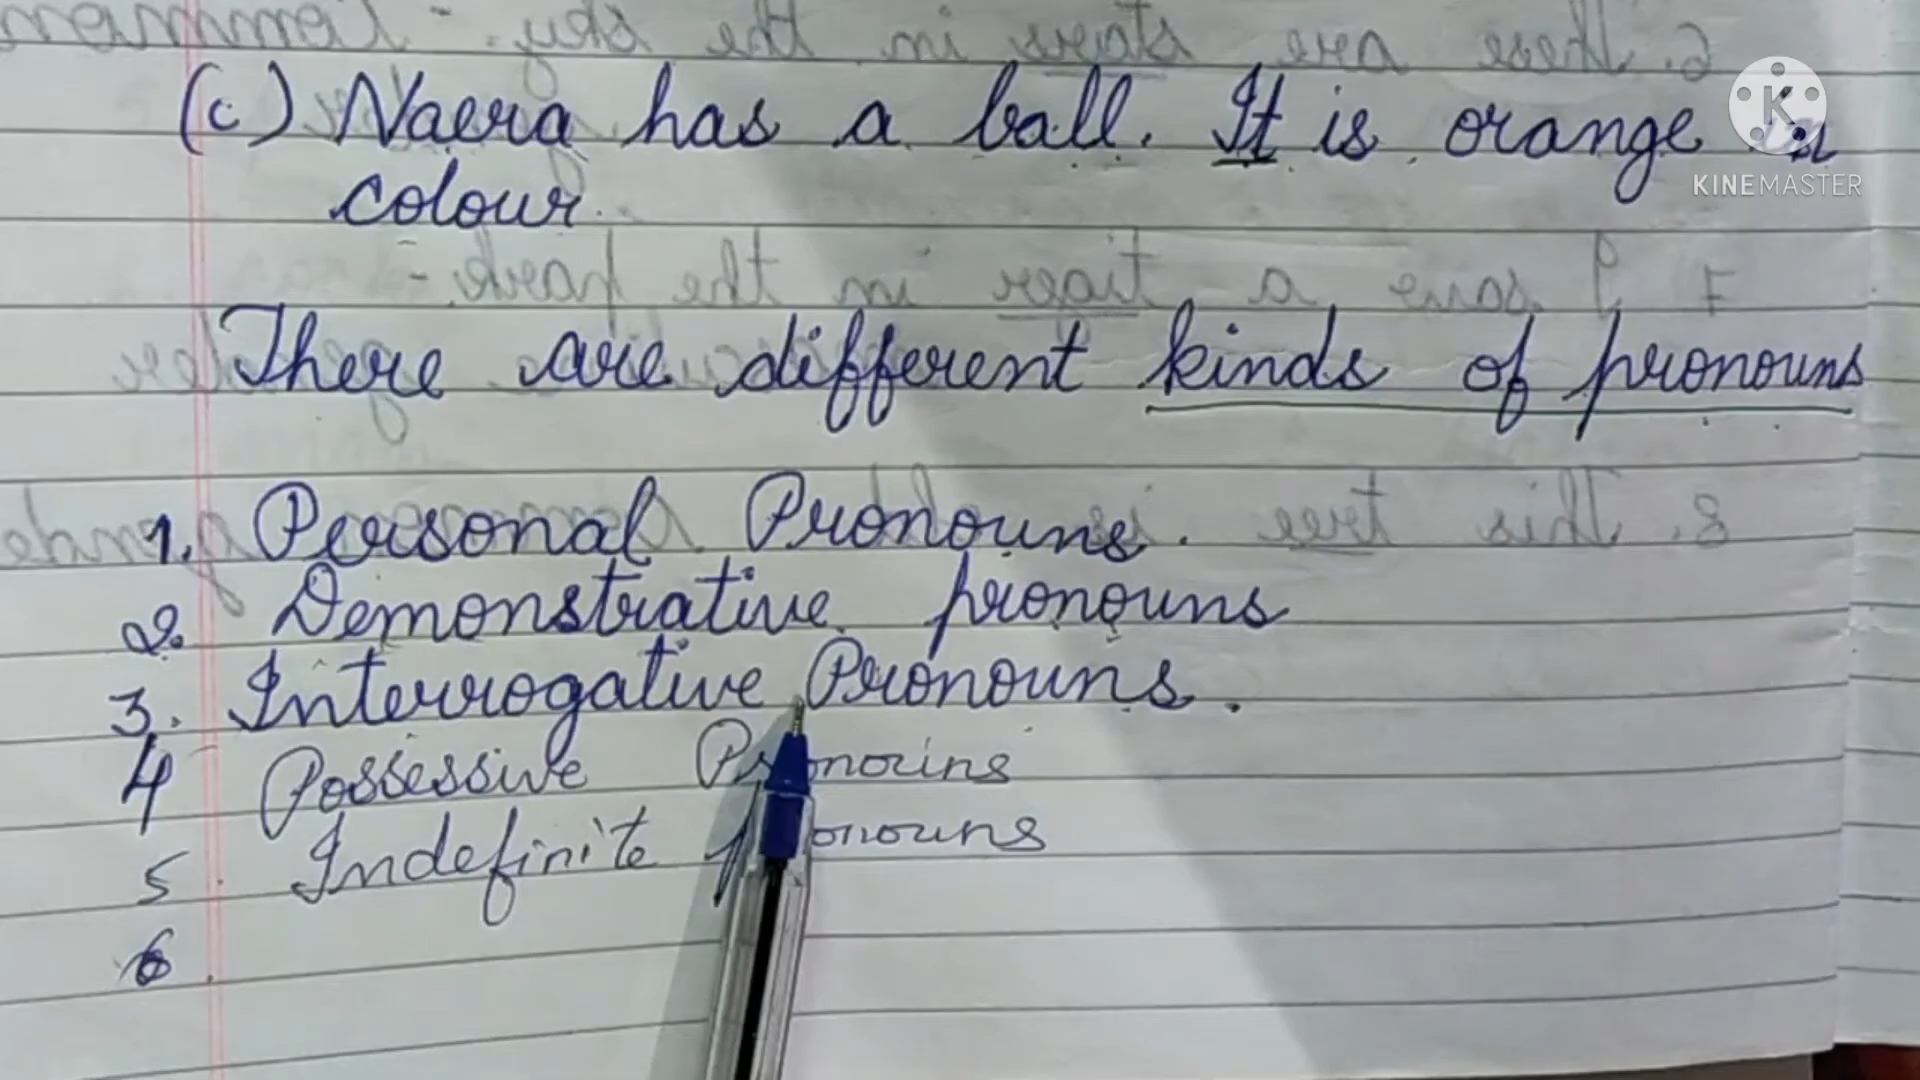 (c) Naera has a ball. It is orange in
colour.
There are different kinds of pronouns
1. Personal Pronouns.
2. Demonstrative pronouns
3. Interrogative Pronouns.
4 Possessive Pronouns
5. Indefinite pronouns
6.
K
KINEMASTER